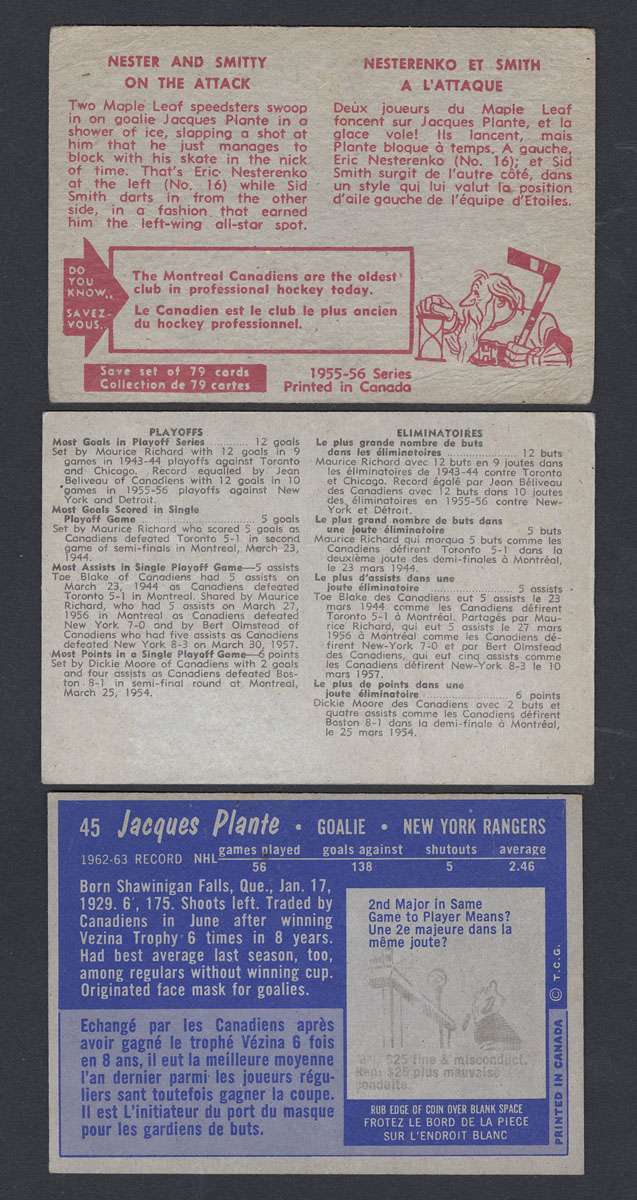 NESTER AND SMITTY
ON THE ATTACK
Two Maple Leaf speedsters swoop
in on goalie Jacques Plante in a
shower of ice, slapping a shot at
him that he just manages to
block with his skate in the nick
of time. That's Eric Nesterenko
at the left (No. 16) while Sid
Smith darts in from the other
side, in a fashion that earned
him the left-wing all-star spot.
NESTERENKO ET SMITH
A L'ATTAQUE
Deux joueurs du Maple Leaf
foncent sur Jacques Plante, et la
glace vole! Ils lancent, mais
Plante bloque à temps. A gauche,
Eric Nesterenko (No. 16); et Sid
Smith surgit de l'autre côté, dans
un style qui lui valut la position
d'aile gauche de l'équipe d'Etoiles.
DO
YOU
KNOW..
SAVEZ-
VOUS..
The Montreal Canadiens are the oldest
club in professional hockey today.
Le Canadien est le club le plus ancien
du hockey professionnel.
Save set of 79 cards
Collection de 79 cartes
1955-56 Series
Printed in Canada
PLAYOFFS
Most Goals in Playoff Series .......... 12 goals
Set by Maurice Richard with 12 goals in 9
games in 1943-44 playoffs against Toronto
and Chicago. Record equalled by Jean
Beliveau of Canadiens with 12 goals in 10
games in 1955-56 playoffs against New
York and Detroit.
Most Goals Scored in Single
Playoff Game .......... 5 goals
Set by Maurice Richard who scored 5 goals as
Canadiens defeated Toronto 5-1 in second
game of semi-finals in Montreal, March 23,
1944.
Most Assists in Single Playoff Game—5 assists
Toe Blake of Canadiens had 5 assists on
March 23, 1944 as Canadiens defeated
Toronto 5-1 in Montreal. Shared by Maurice
Richard, who had 5 assists on March 27,
1956 in Montreal as Canadiens defeated
New York 7-0 and by Bert Olmestead of
Canadiens who had five assists as Canadiens
defeated New York 8-3 on March 30, 1957.
Most Points in a Single Playoff Game—6 points
Set by Dickie Moore of Canadiens with 2 goals
and four assists as Canadiens defeated Bos-
ton 8-1 in semi-final round at Montreal,
March 25, 1954.
ELIMINATOIRES
Le plus grande nombre de buts
dans les éliminatoires .......... 12 buts
Maurice Richard avec 12 buts en 9 joutes dans
les éliminatoires de 1943-44 contre Toronto
et Chicago. Record égalé par Jean Béliveau
des Canadiens avec 12 buts dans 10 joutes
des éliminatoires en 1955-56 contre New-
York et Détroit.
Le plus grand nombre de buts dans
une joute éliminatoire .......... 5 buts
Maurice Richard qui marqua 5 buts comme les
Canadiens défirent Toronto 5-1 dans la
deuxième joute des semi-finales à Montréal,
le 23 mars 1944.
Le plus d'assists dans une
joute éliminatoire .......... 5 assists
Toe Blake des Canadiens eut 5 assists le 23
mars 1944 comme les Canadiens défirent
Toronto 5-1 à Montréal. Partagés par Mau-
rice Richard, qui eut 5 assists le 27 mars
1956 à Montréal comme les Canadiens dé-
firent New-York 7-0 et par Bert Olmstead
des Canadiens, qui eut cinq assists comme
les Canadiens défirent New-York 8-3 le 10
mars 1957.
Le plus de points dans une
joute éliminatoire .......... 6 points
Dickie Moore des Canadiens avec 2 buts et
quatre assists comme les Canadiens défirent
Boston 8-1 dans la demi-finale à Montréal,
le 25 mars 1954.
45 Jacques Plante • GOALIE • NEW YORK RANGERS
games played goals against shutouts average
1962-63 RECORD NHL 56 138 5 2.46
Born Shawinigan Falls, Que., Jan. 17,
1929. 6', 175. Shoots left. Traded by
Canadiens in June after winning
Vezina Trophy 6 times in 8 years.
Had best average last season, too,
among regulars without winning cup.
Originated face mask for goalies.
Echangé par les Canadiens après
avoir gagné le trophé Vézina 6 fois
en 8 ans, il eut la meilleure moyenne
l'an dernier parmi les joueurs régu-
liers sant toutefois gagner la coupe.
Il est L'initiateur du port du masque
pour les gardiens de buts.
2nd Major in Same
Game to Player Means?
Une 2e majeure dans la
même joute?
$25 fine & misconduct.
$25 plus mauvaise
conduite.
RUB EDGE OF COIN OVER BLANK SPACE
FROTEZ LE BORD DE LA PIECE
SUR L'ENDROIT BLANC
PRINTED IN CANADA © T.C.G.